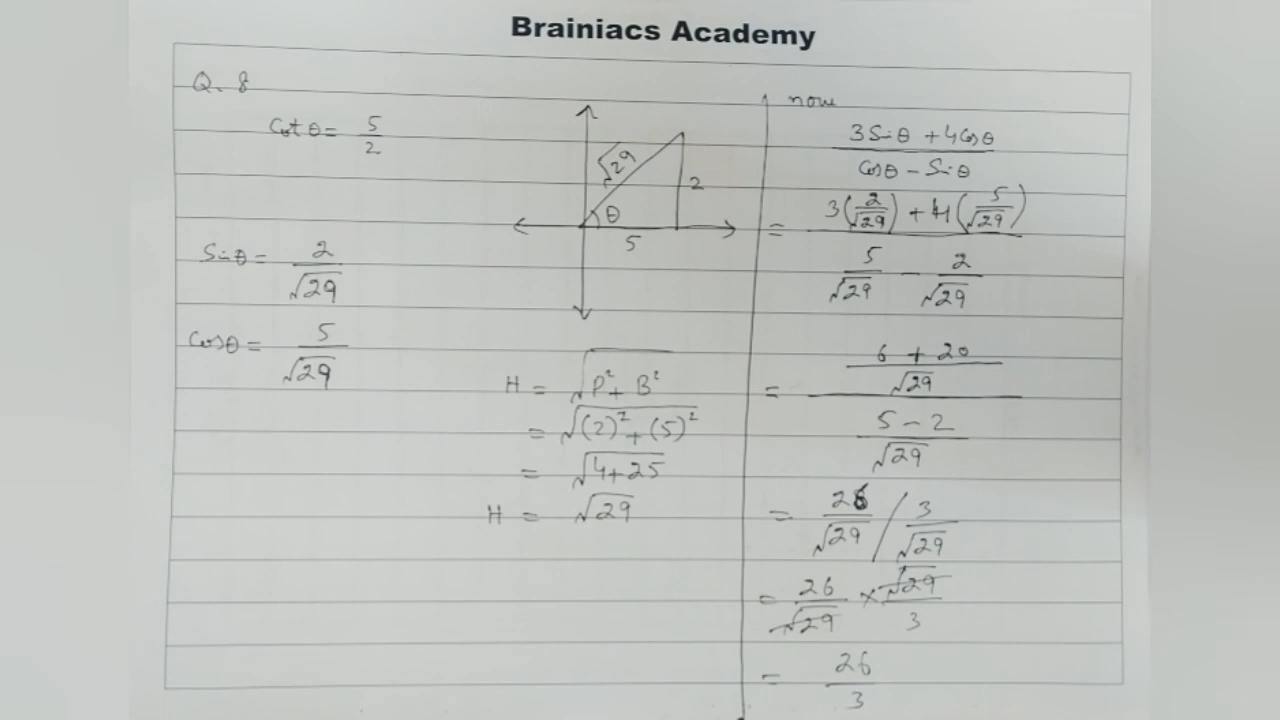 Brainiacs Academy
Q. 8
Cot θ = 5/2
Sin θ = 2/√29
Cos θ = 5/√29
√29
2
θ
5
H = √P² + B²
= √(2)² + (5)²
= √4+25
H = √29
now
3 Sin θ + 4 Cos θ / Cos θ - Sin θ
= 3(2/√29) + 4(5/√29) / 5/√29 - 2/√29
= 6 + 20/√29 / 5 - 2/√29
= 26/√29 / 3/√29
= 26/√29 × √29/3
= 26/3